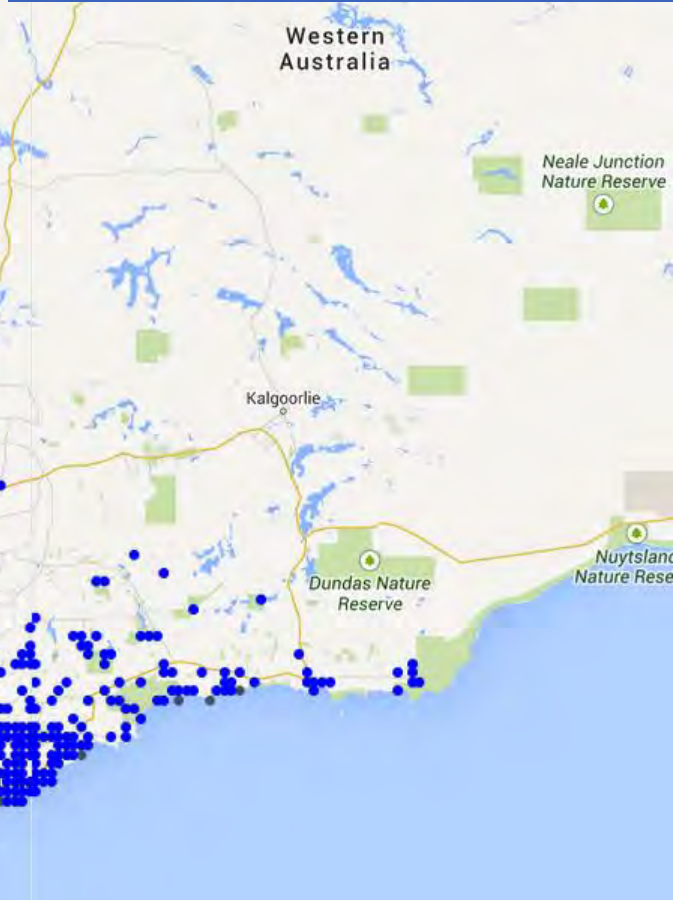 Western
Australia
Neale Junction
Nature Reserve
Kalgoorlie
Nuytsland
Nature Rese
Dundas Nature
Reserve